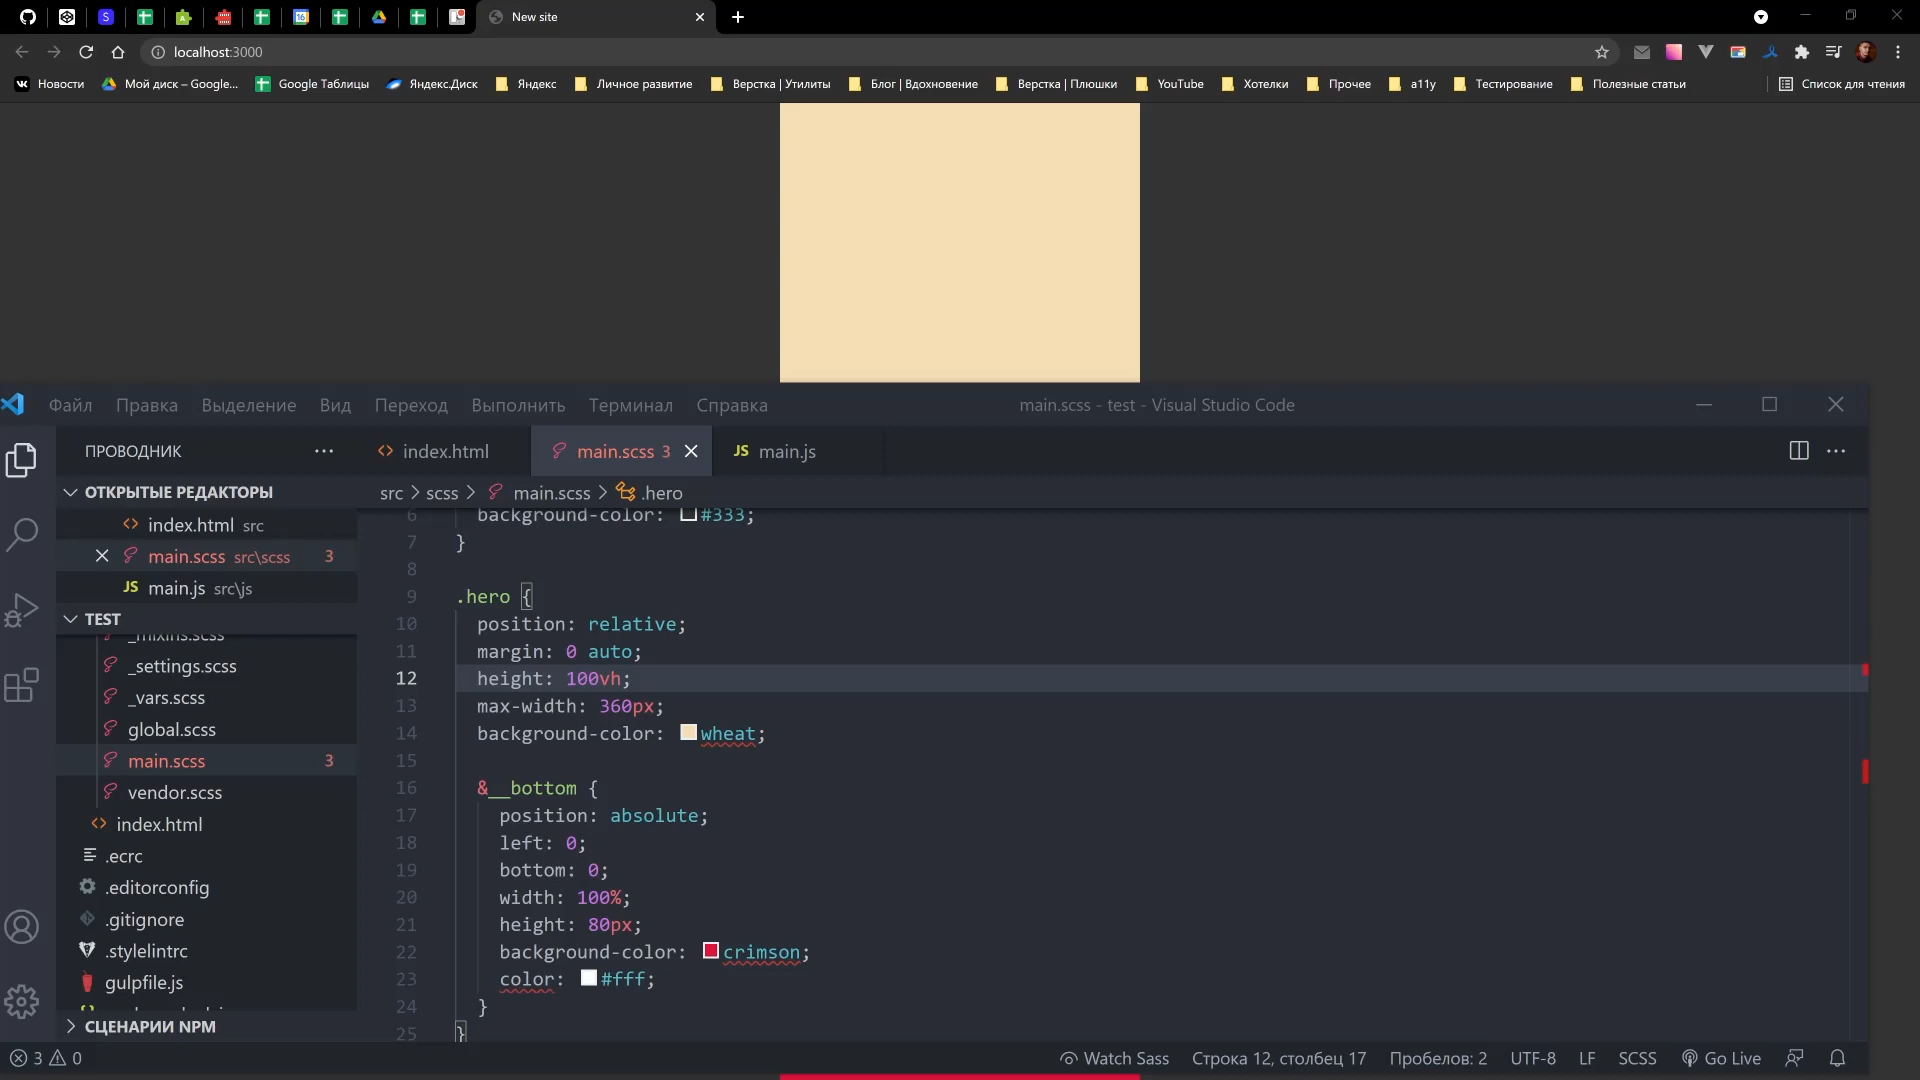 New site
16
S
localhost:3000
Новости
Мой диск – Google...
Google Таблицы
Яндекс.Диск
Яндекс
Личное развитие
Верстка | Утилиты
Блог | Вдохновение
Верстка | Плюшки
YouTube
Хотелки
Прочее
a11y
Тестирование
Полезные статьи
Список для чтения
Файл Правка Выделение Вид Переход Выполнить Терминал Справка
main.scss - test - Visual Studio Code
ПРОВОДНИК
index.html
main.scss 3
JS main.js
ОТКРЫТЫЕ РЕДАКТОРЫ
index.html src
main.scss src\scss 3
JS main.js src\js
TEST
_mixins.scss
_settings.scss
_vars.scss
global.scss
main.scss 3
vendor.scss
index.html
.ecrc
.editorconfig
.gitignore
.stylelintrc
gulpfile.js
СЦЕНАРИИ NPM
src > scss > main.scss > .hero
6 background-color: #333;
7 }
8
9 .hero {
10 position: relative;
11 margin: 0 auto;
12 height: 100vh;
13 max-width: 360px;
14 background-color: wheat;
15
16 &__bottom {
17 position: absolute;
18 left: 0;
19 bottom: 0;
20 width: 100%;
21 height: 80px;
22 background-color: crimson;
23 color: #fff;
24 }
25 }
3 0
Watch Sass
Строка 12, столбец 17
Пробелов: 2
UTF-8
LF
SCSS
Go Live